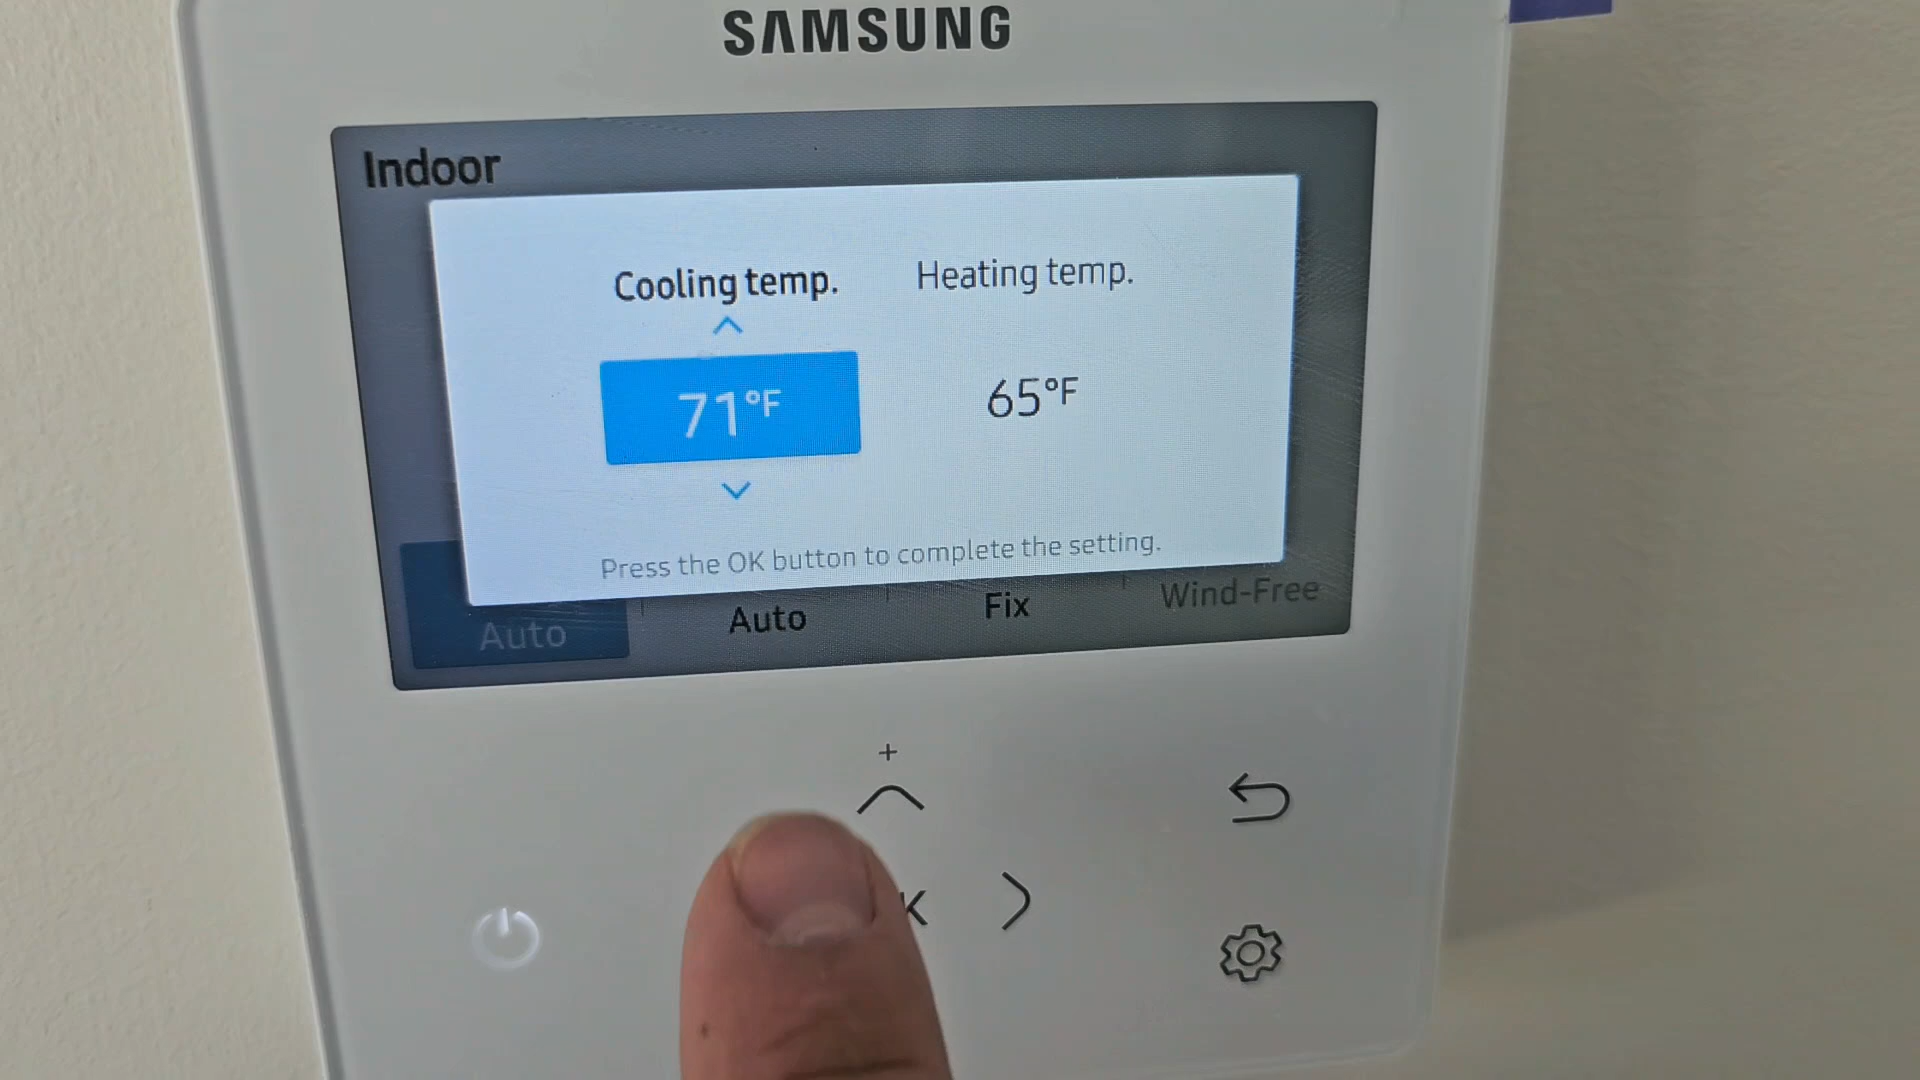 SAMSUNG
Indoor
Cooling temp. Heating temp.
71°F 65°F
Press the OK button to complete the setting.
Auto Auto Fix Wind-Free
+
K